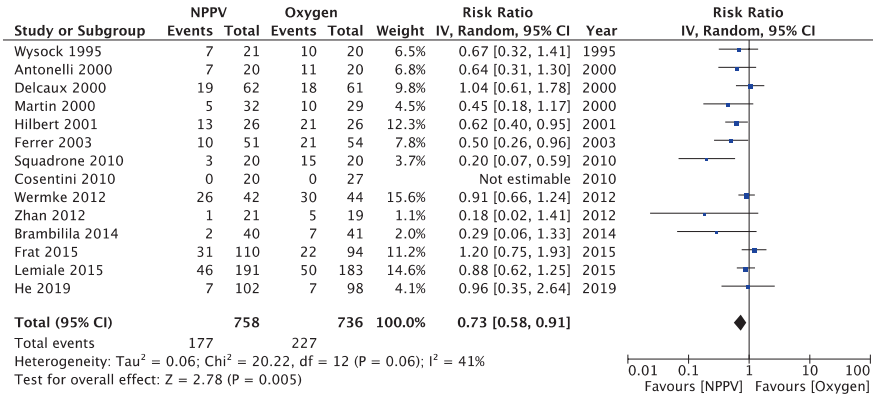 NPPV Oxygen Risk Ratio Risk Ratio
Study or Subgroup Events Total Events Total Weight IV, Random, 95% CI Year IV, Random, 95% CI
Wysock 1995 7 21 10 20 6.5% 0.67 [0.32, 1.41] 1995
Antonelli 2000 7 20 11 20 6.8% 0.64 [0.31, 1.30] 2000
Delcaux 2000 19 62 18 61 9.8% 1.04 [0.61, 1.78] 2000
Martin 2000 5 32 10 29 4.5% 0.45 [0.18, 1.17] 2000
Hilbert 2001 13 26 21 26 12.3% 0.62 [0.40, 0.95] 2001
Ferrer 2003 10 51 21 54 7.8% 0.50 [0.26, 0.96] 2003
Squadrone 2010 3 20 15 20 3.7% 0.20 [0.07, 0.59] 2010
Cosentini 2010 0 20 0 27 Not estimable 2010
Wermke 2012 26 42 30 44 15.6% 0.91 [0.66, 1.24] 2012
Zhan 2012 1 21 5 19 1.1% 0.18 [0.02, 1.41] 2012
Brambilila 2014 2 40 7 41 2.0% 0.29 [0.06, 1.33] 2014
Frat 2015 31 110 22 94 11.2% 1.20 [0.75, 1.93] 2015
Lemiale 2015 46 191 50 183 14.6% 0.88 [0.62, 1.25] 2015
He 2019 7 102 7 98 4.1% 0.96 [0.35, 2.64] 2019
Total (95% CI) 758 736 100.0% 0.73 [0.58, 0.91]
Total events 177 227
Heterogeneity: Tau² = 0.06; Chi² = 20.22, df = 12 (P = 0.06); I² = 41%
Test for overall effect: Z = 2.78 (P = 0.005)
0.01 0.1 1 10 100
Favours [NPPV] Favours [Oxygen]